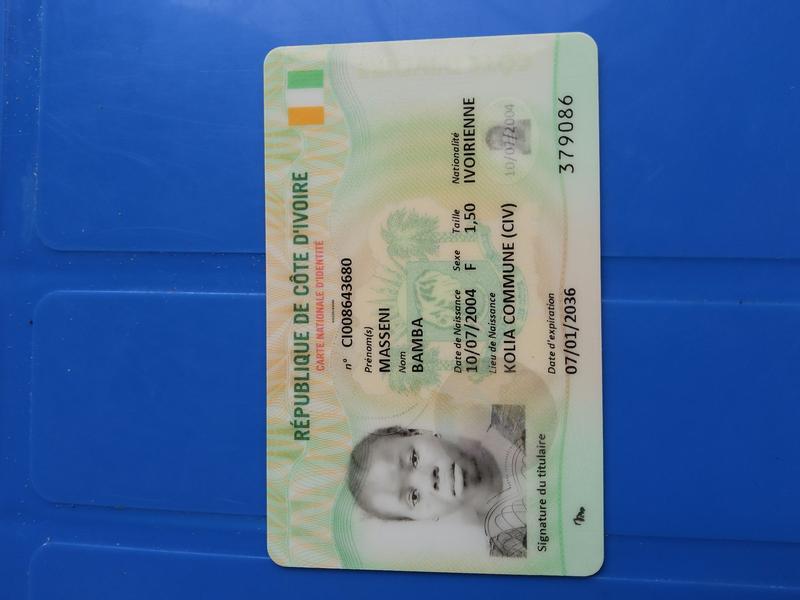 RÉPUBLIQUE DE CÔTE D'IVOIRE
CARTE NATIONALE D'IDENTITÉ
n° CI008643680
Prénom(s)
MASSENI
Nom
BAMBA
Date de Naissance Sexe Taille Nationalité
10/07/2004 F 1,50 IVOIRIENNE
Lieu de Naissance
KOLIA COMMUNE (CIV)
10/07/2004
Date d'expiration
07/01/2036
379086
Signature du titulaire